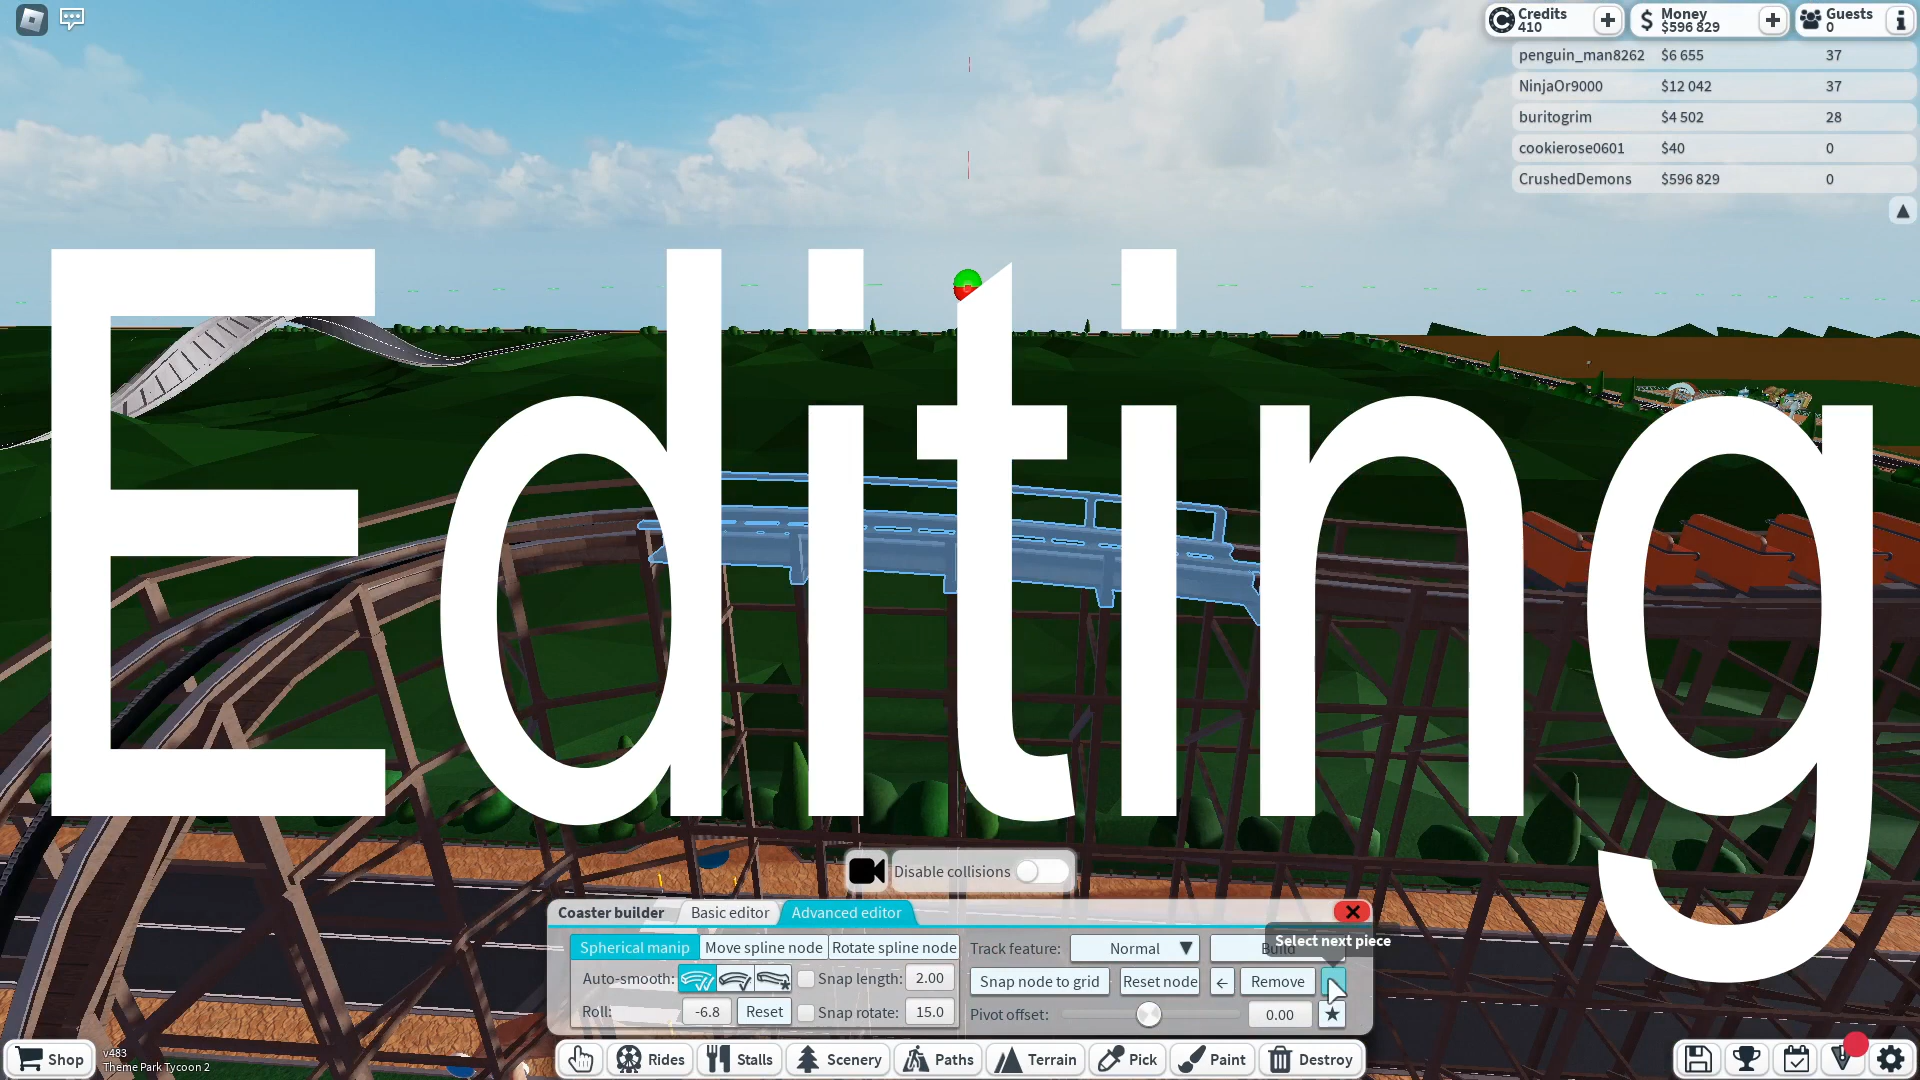 Credits
410
Money
$596 829
Guests
0
penguin_man8262 $6 655 37
NinjaOr9000 $12 042 37
buritogrim $4 502 28
cookierose0601 $40 0
CrushedDemons $596 829 0
Editing
Disable collisions
Coaster builder Basic editor Advanced editor
Select next piece
Spherical manip Move spline node Rotate spline node Track feature: Normal Build
Auto-smooth: Snap length: 2.00 Snap node to grid Reset node ← Remove
Roll: -6.8 Reset Snap rotate: 15.0 Pivot offset: 0.00
Shop
v483
Theme Park Tycoon 2
Rides Stalls Scenery Paths Terrain Pick Paint Destroy